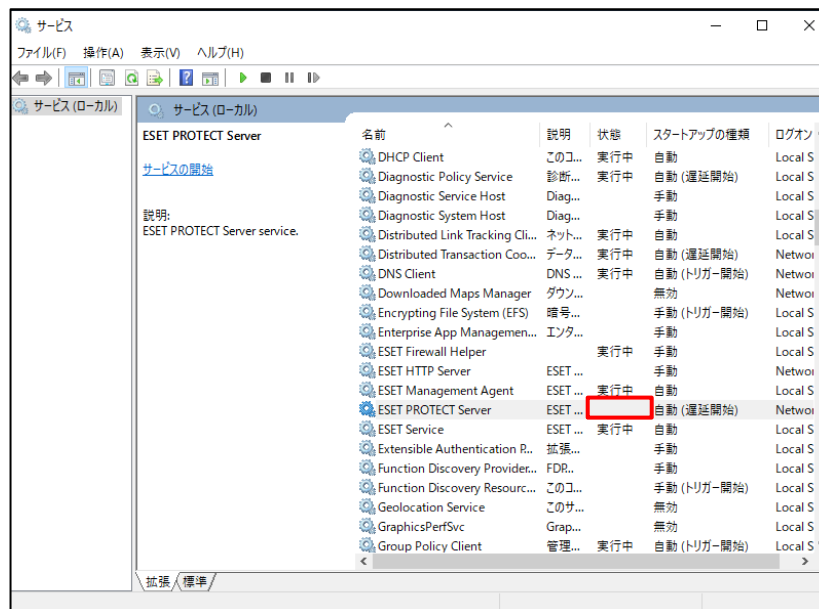 サービス
ファイル(F) 操作(A) 表示(V) ヘルプ(H)
サービス (ローカル)
サービス (ローカル)
ESET PROTECT Server
サービスの開始
説明:
ESET PROTECT Server service.
名前 説明 状態 スタートアップの種類 ログオン
DHCP Client このコ... 実行中 自動 Local S
Diagnostic Policy Service 診断... 実行中 自動 (遅延開始) Local S
Diagnostic Service Host Diag... 手動 Local S
Diagnostic System Host Diag... 手動 Local S
Distributed Link Tracking Cli... ネット... 実行中 自動 Local S
Distributed Transaction Coo... データ... 実行中 自動 (遅延開始) Networ
DNS Client DNS ... 実行中 自動 (トリガー開始) Networ
Downloaded Maps Manager ダウン... 無効 Networ
Encrypting File System (EFS) 暗号... 手動 (トリガー開始) Local S
Enterprise App Managemen... エンタ... 手動 Local S
ESET Firewall Helper 実行中 手動 Local S
ESET HTTP Server ESET ... 手動 Networ
ESET Management Agent ESET ... 実行中 自動 Local S
ESET PROTECT Server ESET ... 自動 (遅延開始) Networ
ESET Service ESET ... 実行中 自動 Local S
Extensible Authentication P... 拡張... 手動 Local S
Function Discovery Provider... FDP... 手動 Local S
Function Discovery Resourc... このコ... 手動 (トリガー開始) Local S
Geolocation Service このサ... 無効 Local S
GraphicsPerfSvc Grap... 無効 Local S
Group Policy Client 管理... 実行中 自動 (トリガー開始) Local S
拡張 標準